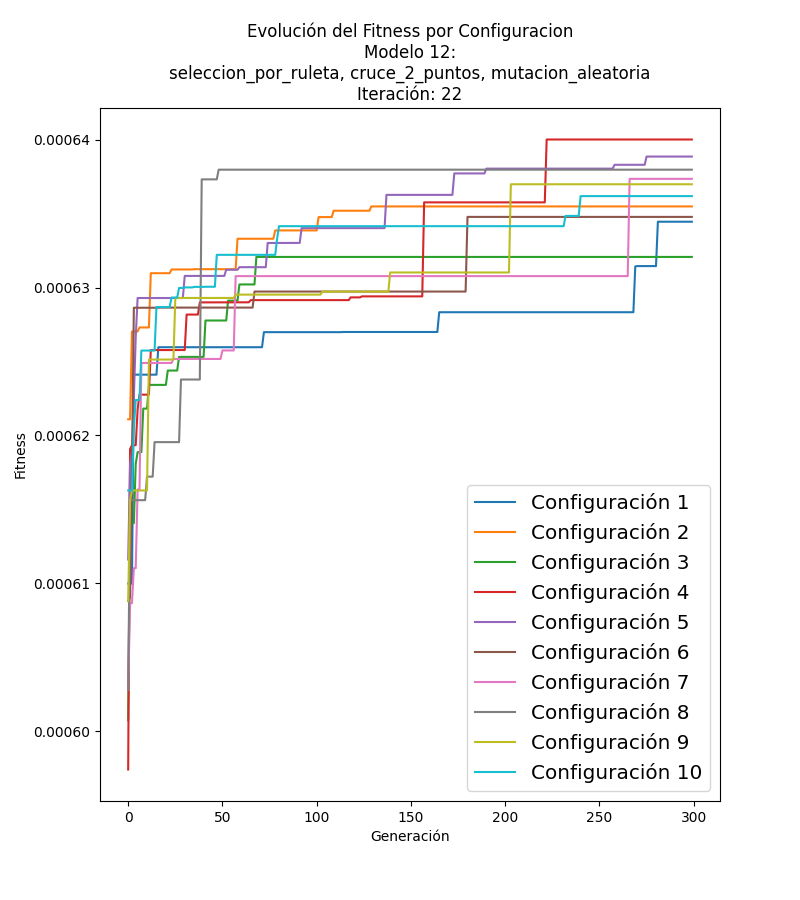 Evolución del Fitness por Configuracion
Modelo 12:
seleccion_por_ruleta, cruce_2_puntos, mutacion_aleatoria
Iteración: 22
0.00064
0.00063
0.00062
0.00061
0.00060
Fitness
0
50
100
150
200
250
300
Generación
Configuración 1
Configuración 2
Configuración 3
Configuración 4
Configuración 5
Configuración 6
Configuración 7
Configuración 8
Configuración 9
Configuración 10